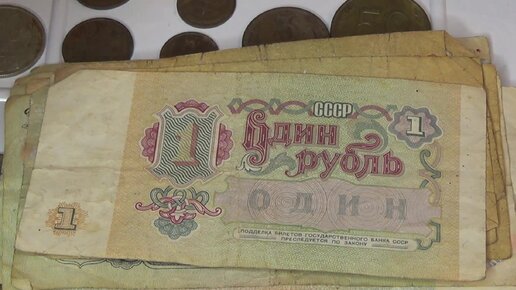 СССР
1
1
Один
рубль
ОДИН
1
ПОДДЕЛКА БИЛЕТОВ ГОСУДАРСТВЕННОГО БАНКА СССР
ПРЕСЛЕДУЕТСЯ ПО ЗАКОНУ